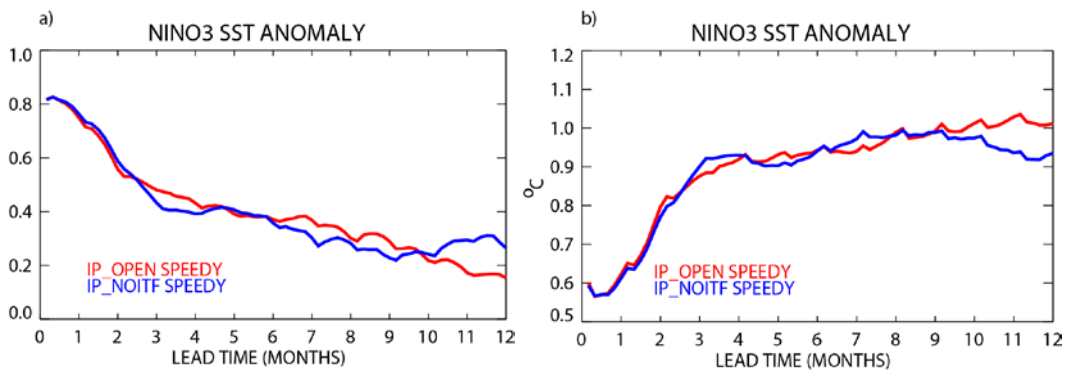 a)
NINO3 SST ANOMALY
1.0
0.8
0.6
0.4
0.2
0.0
IP_OPEN SPEEDY
IP_NOITF SPEEDY
0 1 2 3 4 5 6 7 8 9 10 11 12
LEAD TIME (MONTHS)
b)
NINO3 SST ANOMALY
1.2
1.1
1.0
0.9
0.8
0.7
0.6
0.5
oC
IP_OPEN SPEEDY
IP_NOITF SPEEDY
0 1 2 3 4 5 6 7 8 9 10 11 12
LEAD TIME (MONTHS)